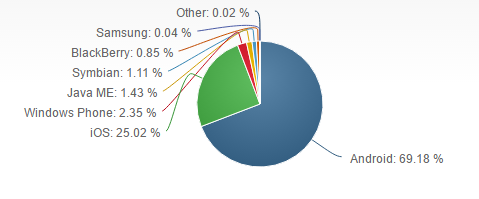 Other: 0.02 %
Samsung: 0.04 %
BlackBerry: 0.85 %
Symbian: 1.11 %
Java ME: 1.43 %
Windows Phone: 2.35 %
iOS: 25.02 %
Android: 69.18 %